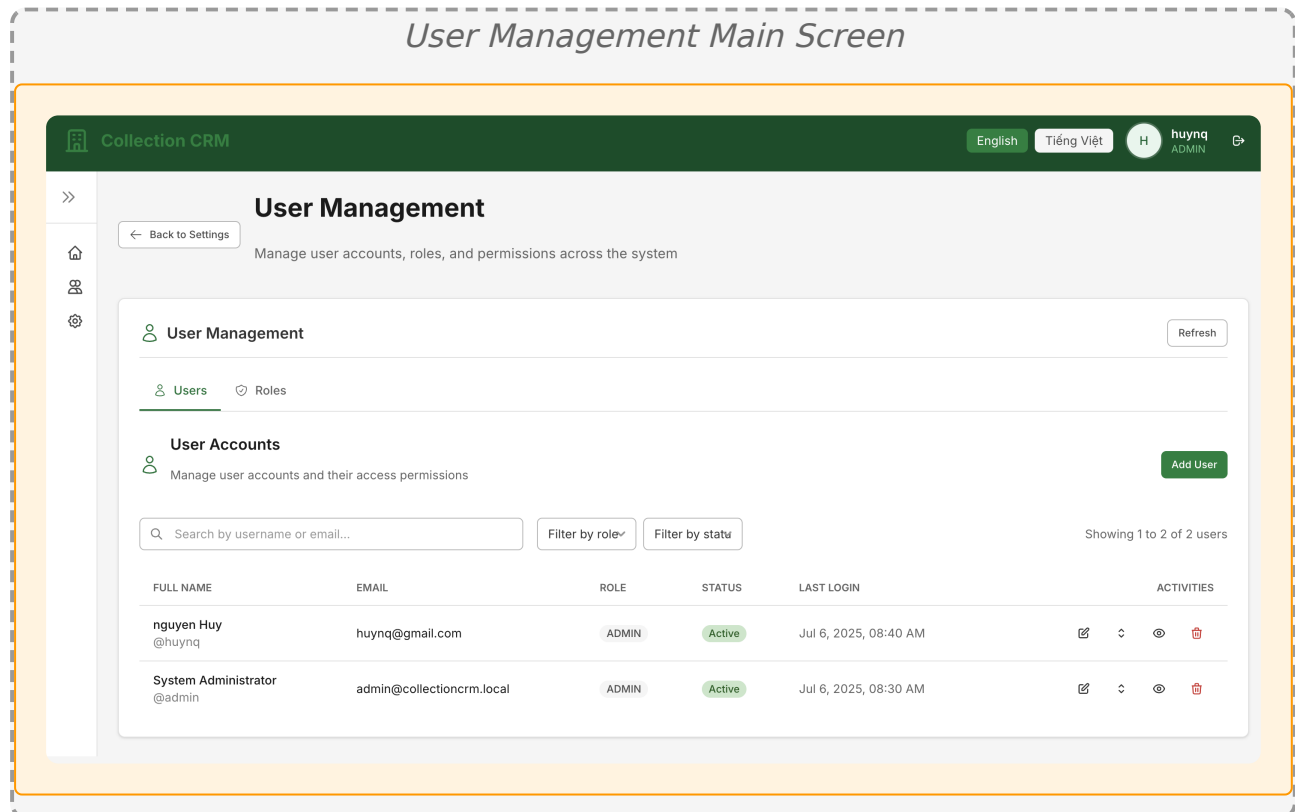 User Management Main Screen
Collection CRM
English
Tiếng Việt
H
huynq
ADMIN
Back to Settings
User Management
Manage user accounts, roles, and permissions across the system
User Management
Refresh
Users
Roles
User Accounts
Manage user accounts and their access permissions
Add User
Search by username or email...
Filter by role
Filter by statu
Showing 1 to 2 of 2 users
FULL NAME EMAIL ROLE STATUS LAST LOGIN ACTIVITIES
nguyen Huy
@huynq
huynq@gmail.com ADMIN Active Jul 6, 2025, 08:40 AM
System Administrator
@admin
admin@collectioncrm.local ADMIN Active Jul 6, 2025, 08:30 AM